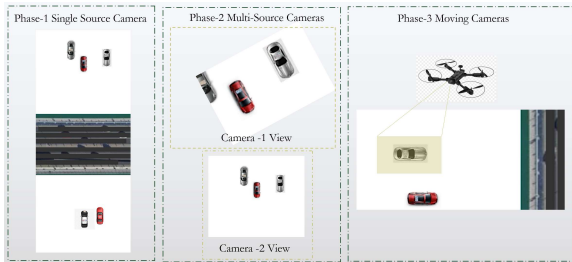 Phase-1 Single Source Camera
Phase-2 Multi-Source Cameras
Camera -1 View
Camera -2 View
Phase-3 Moving Cameras